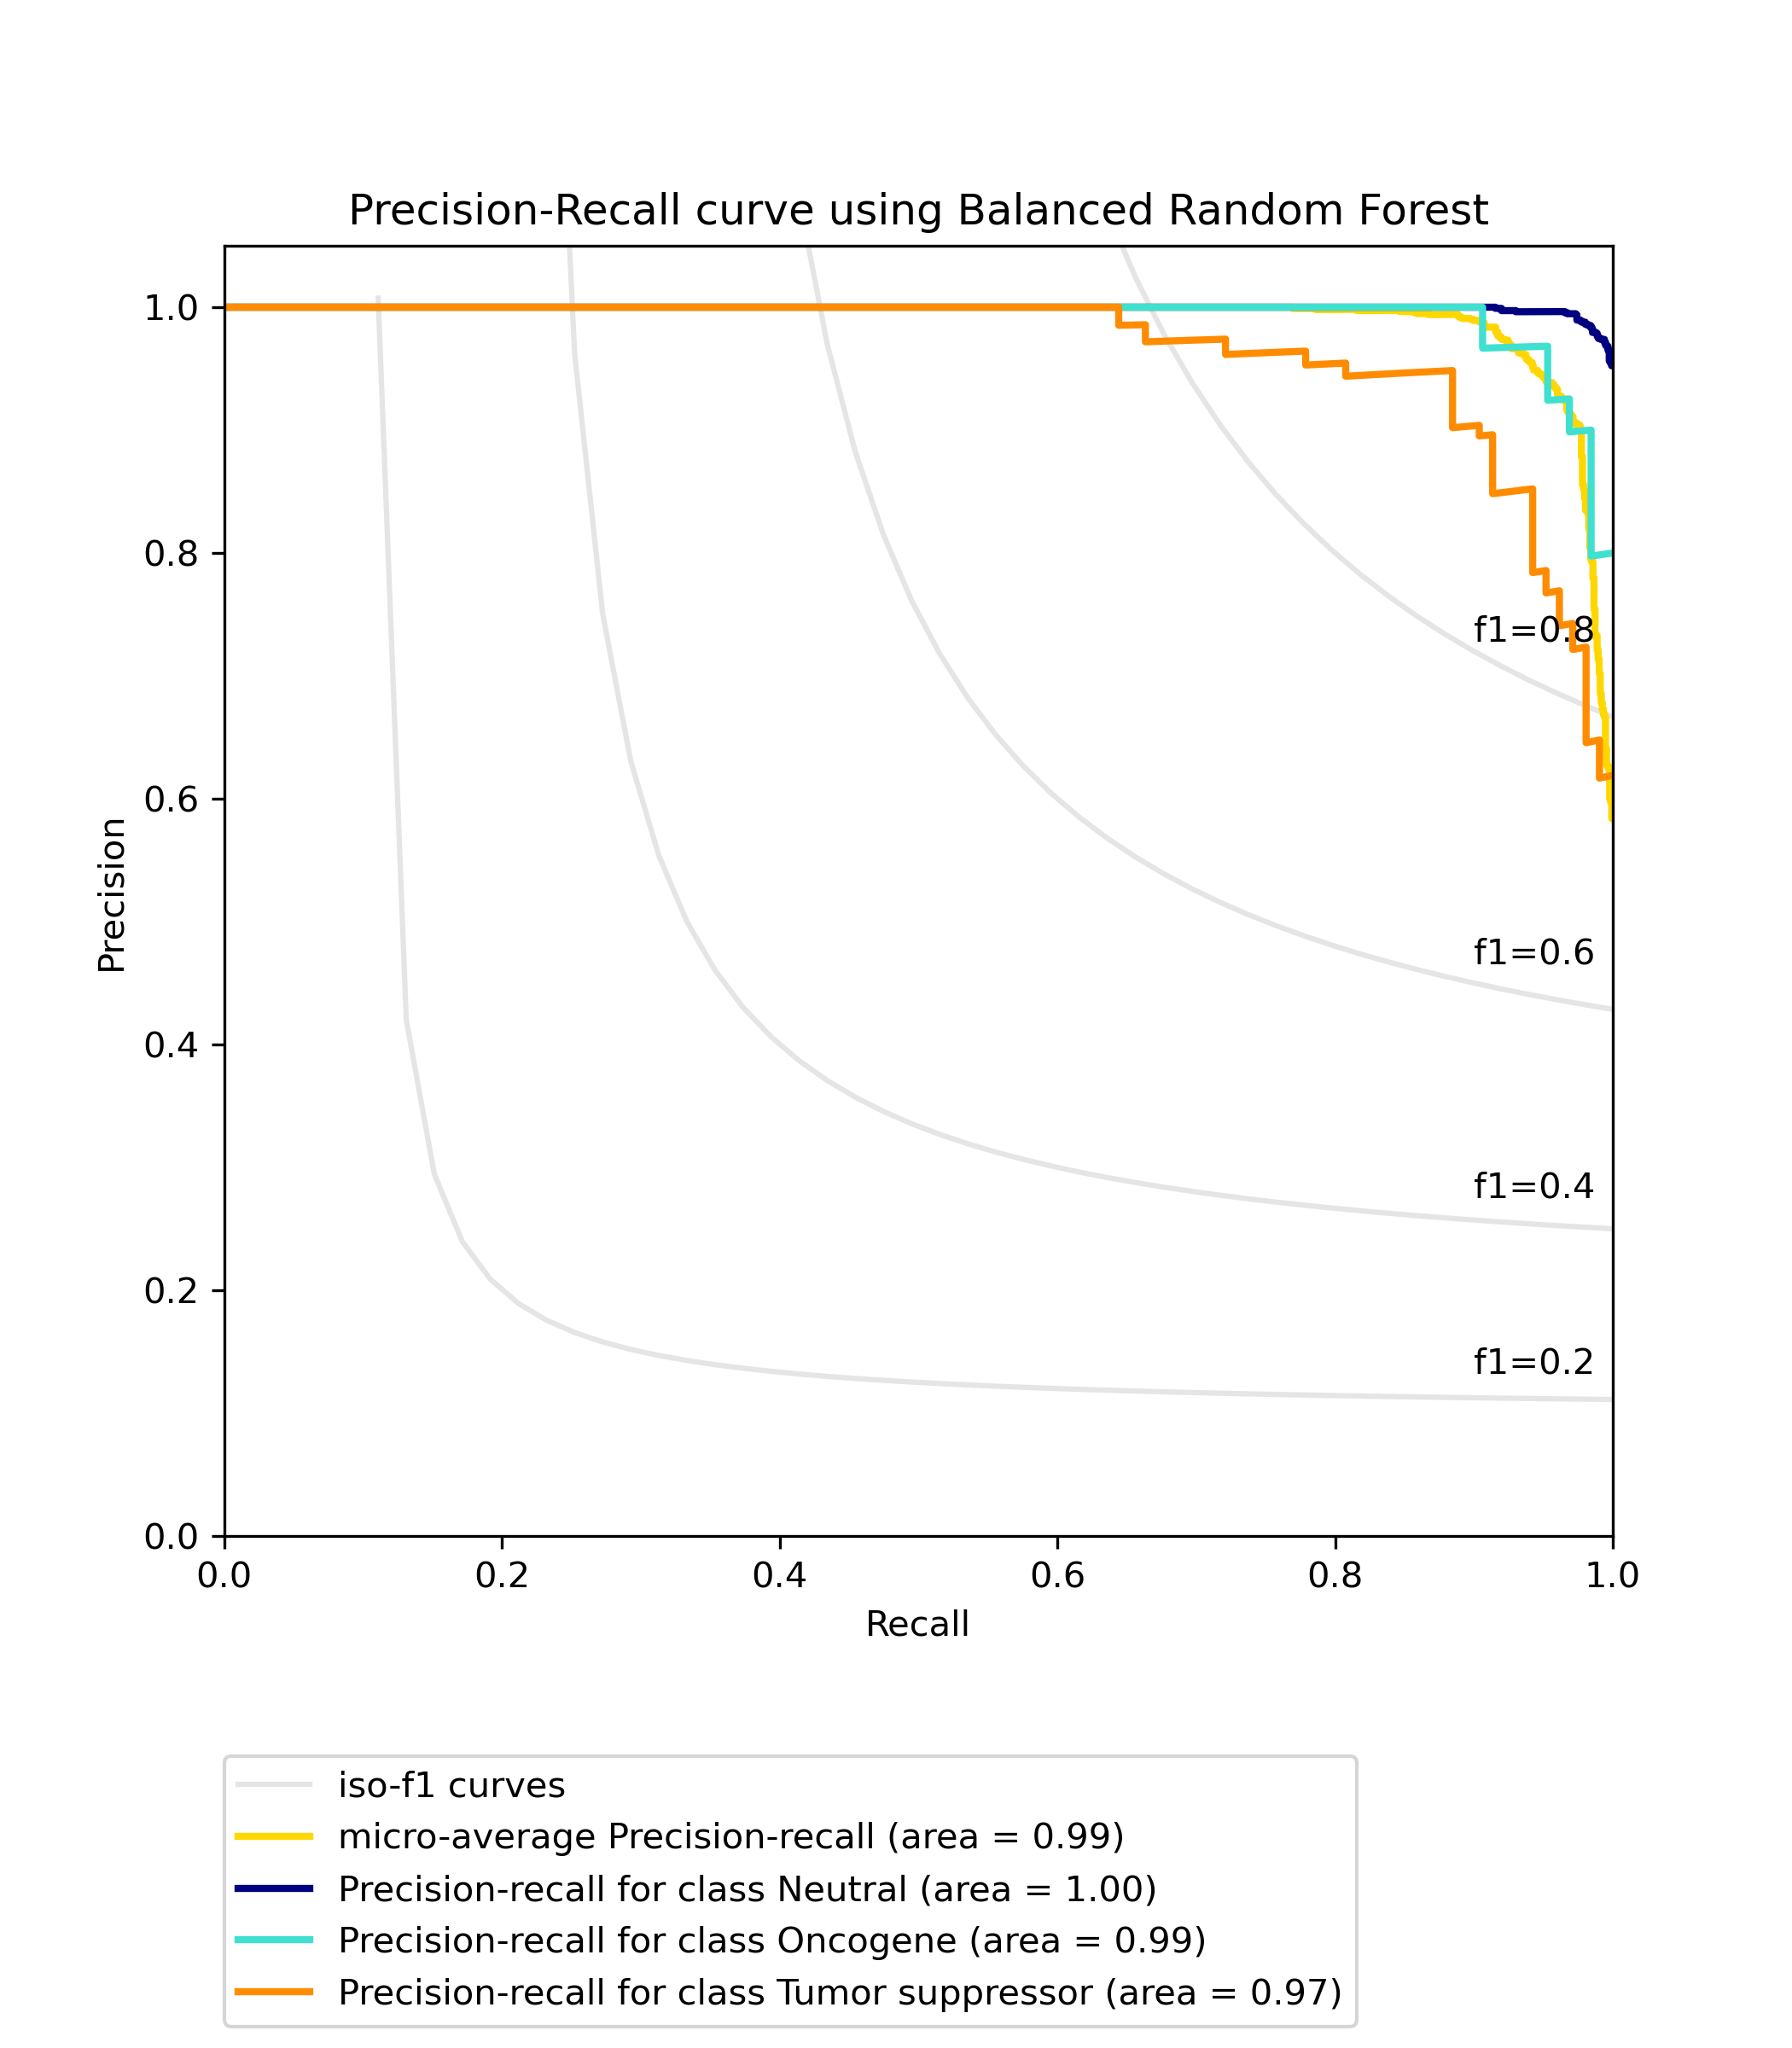 Precision-Recall curve using Balanced Random Forest
1.0
0.8
f1=0.8
0.6
Precision
f1=0.6
0.4
f1=0.4
0.2
f1=0.2
0.0
0.0 0.2 0.4 0.6 0.8 1.0
Recall
iso-f1 curves
micro-average Precision-recall (area = 0.99)
Precision-recall for class Neutral (area = 1.00)
Precision-recall for class Oncogene (area = 0.99)
Precision-recall for class Tumor suppressor (area = 0.97)